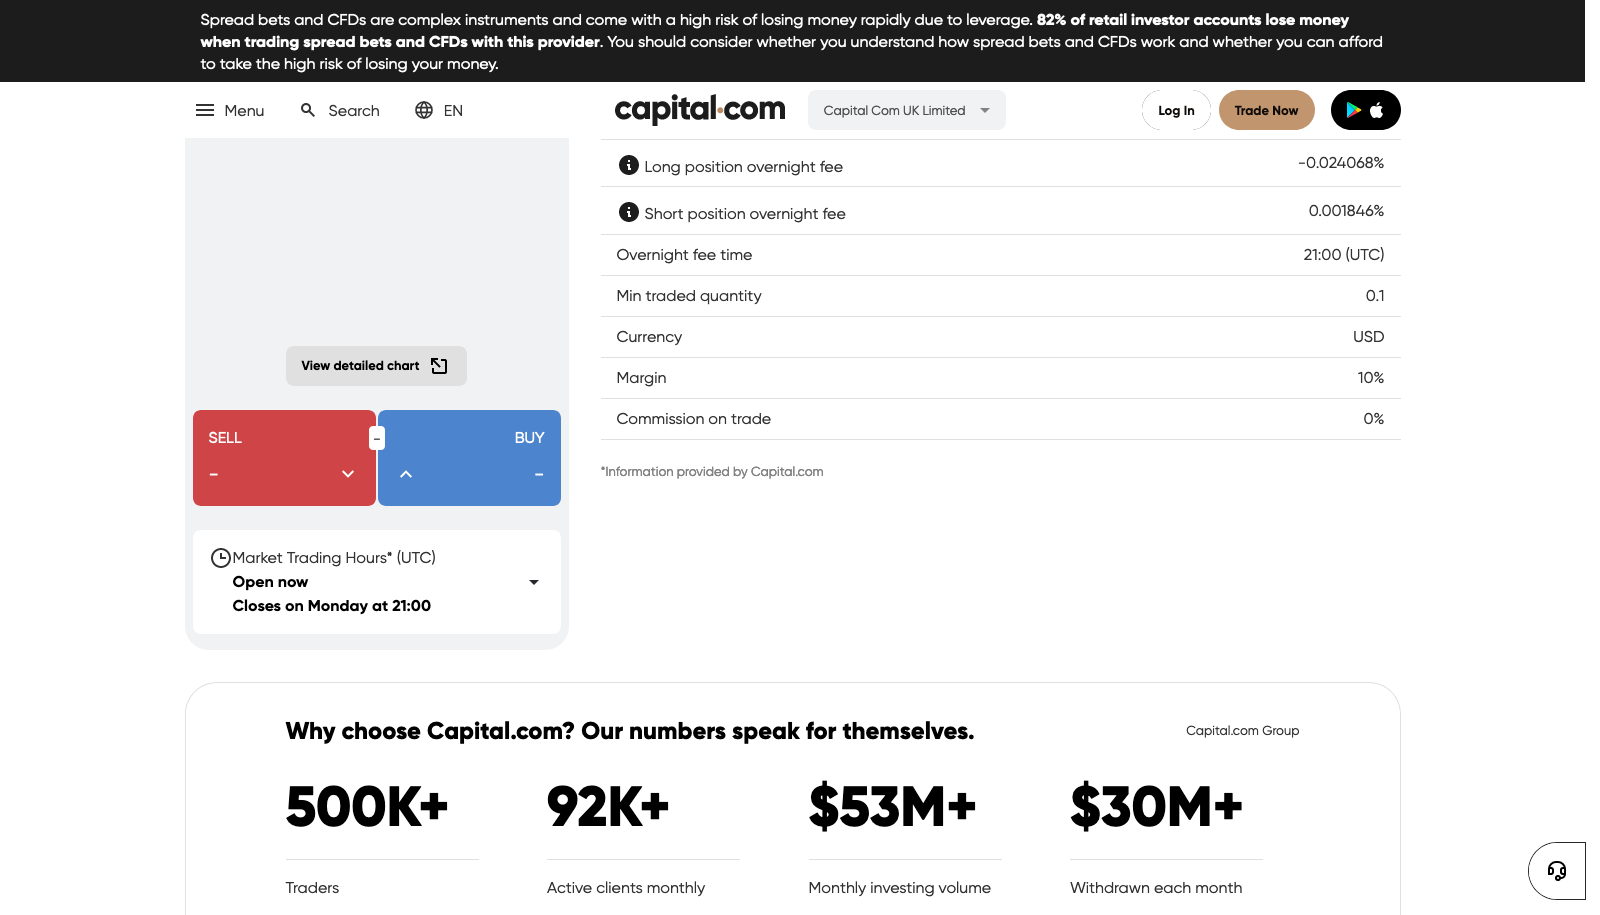 Spread bets and CFDs are complex instruments and come with a high risk of losing money rapidly due to leverage. 82% of retail investor accounts lose money
when trading spread bets and CFDs with this provider. You should consider whether you understand how spread bets and CFDs work and whether you can afford
to take the high risk of losing your money.
Menu
Search
EN
capital.com
Capital Com UK Limited
Log In
Trade Now
Long position overnight fee
-0.024068%
Short position overnight fee
0.001846%
Overnight fee time
21:00 (UTC)
Min traded quantity
0.1
Currency
USD
Margin
10%
Commission on trade
0%
*Information provided by Capital.com
View detailed chart
SELL
-
BUY
-
-
Market Trading Hours* (UTC)
Open now
Closes on Monday at 21:00
Why choose Capital.com? Our numbers speak for themselves.
Capital.com Group
500K+
92K+
$53M+
$30M+
Traders
Active clients monthly
Monthly investing volume
Withdrawn each month